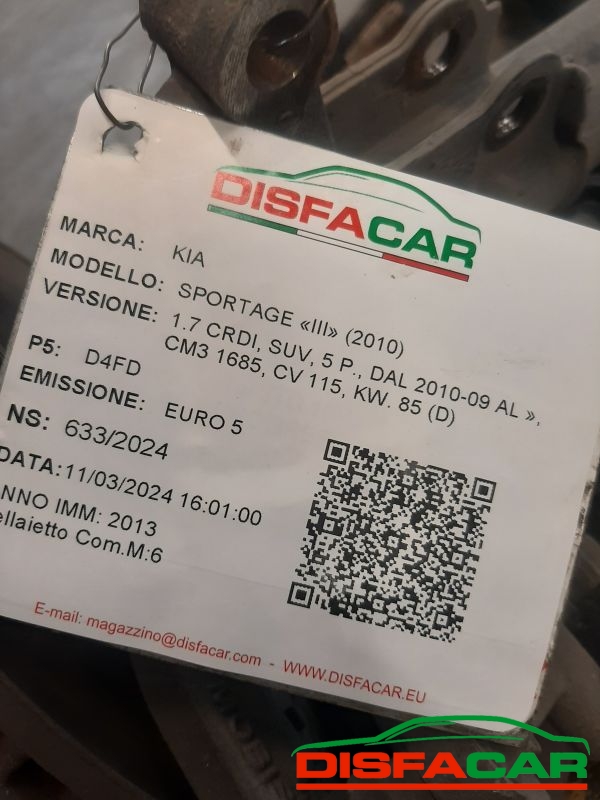 DISFACAR
MARCA: KIA
MODELLO: SPORTAGE «III» (2010)
VERSIONE: 1.7 CRDI, SUV, 5 P., DAL 2010-09 AL »,
CM3 1685, CV 115, KW. 85 (D)
P5: D4FD
EMISSIONE: EURO 5
NS: 633/2024
DATA:11/03/2024 16:01:00
NNO IMM: 2013
ellaietto Com.M:6
E-mail: magazzino@disfacar.com - WWW.DISFACAR.EU
DISFACAR